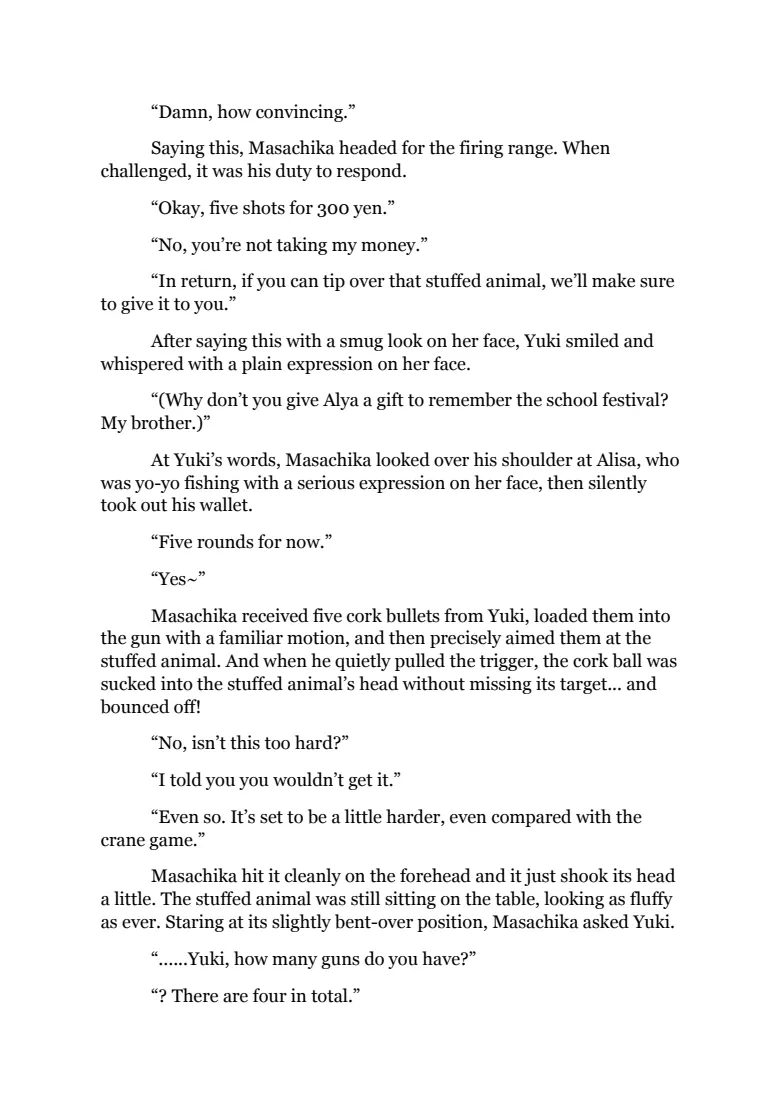 “Damn, how convincing.”
Saying this, Masachika headed for the firing range. When
challenged, it was his duty to respond.
“Okay, five shots for 300 yen.”
“No, you’re not taking my money.”
“In return, if you can tip over that stuffed animal, we’ll make sure
to give it to you.”
After saying this with a smug look on her face, Yuki smiled and
whispered with a plain expression on her face.
“(Why don’t you give Alya a gift to remember the school festival?
My brother.)”
At Yuki’s words, Masachika looked over his shoulder at Alisa, who
was yo-yo fishing with a serious expression on her face, then silently
took out his wallet.
“Five rounds for now.”
“Yes~”
Masachika received five cork bullets from Yuki, loaded them into
the gun with a familiar motion, and then precisely aimed them at the
stuffed animal. And when he quietly pulled the trigger, the cork ball was
sucked into the stuffed animal’s head without missing its target... and
bounced off!
“No, isn’t this too hard?”
“I told you you wouldn’t get it.”
“Even so. It’s set to be a little harder, even compared with the
crane game.”
Masachika hit it cleanly on the forehead and it just shook its head
a little. The stuffed animal was still sitting on the table, looking as fluffy
as ever. Staring at its slightly bent-over position, Masachika asked Yuki.
“......Yuki, how many guns do you have?”
“? There are four in total.”